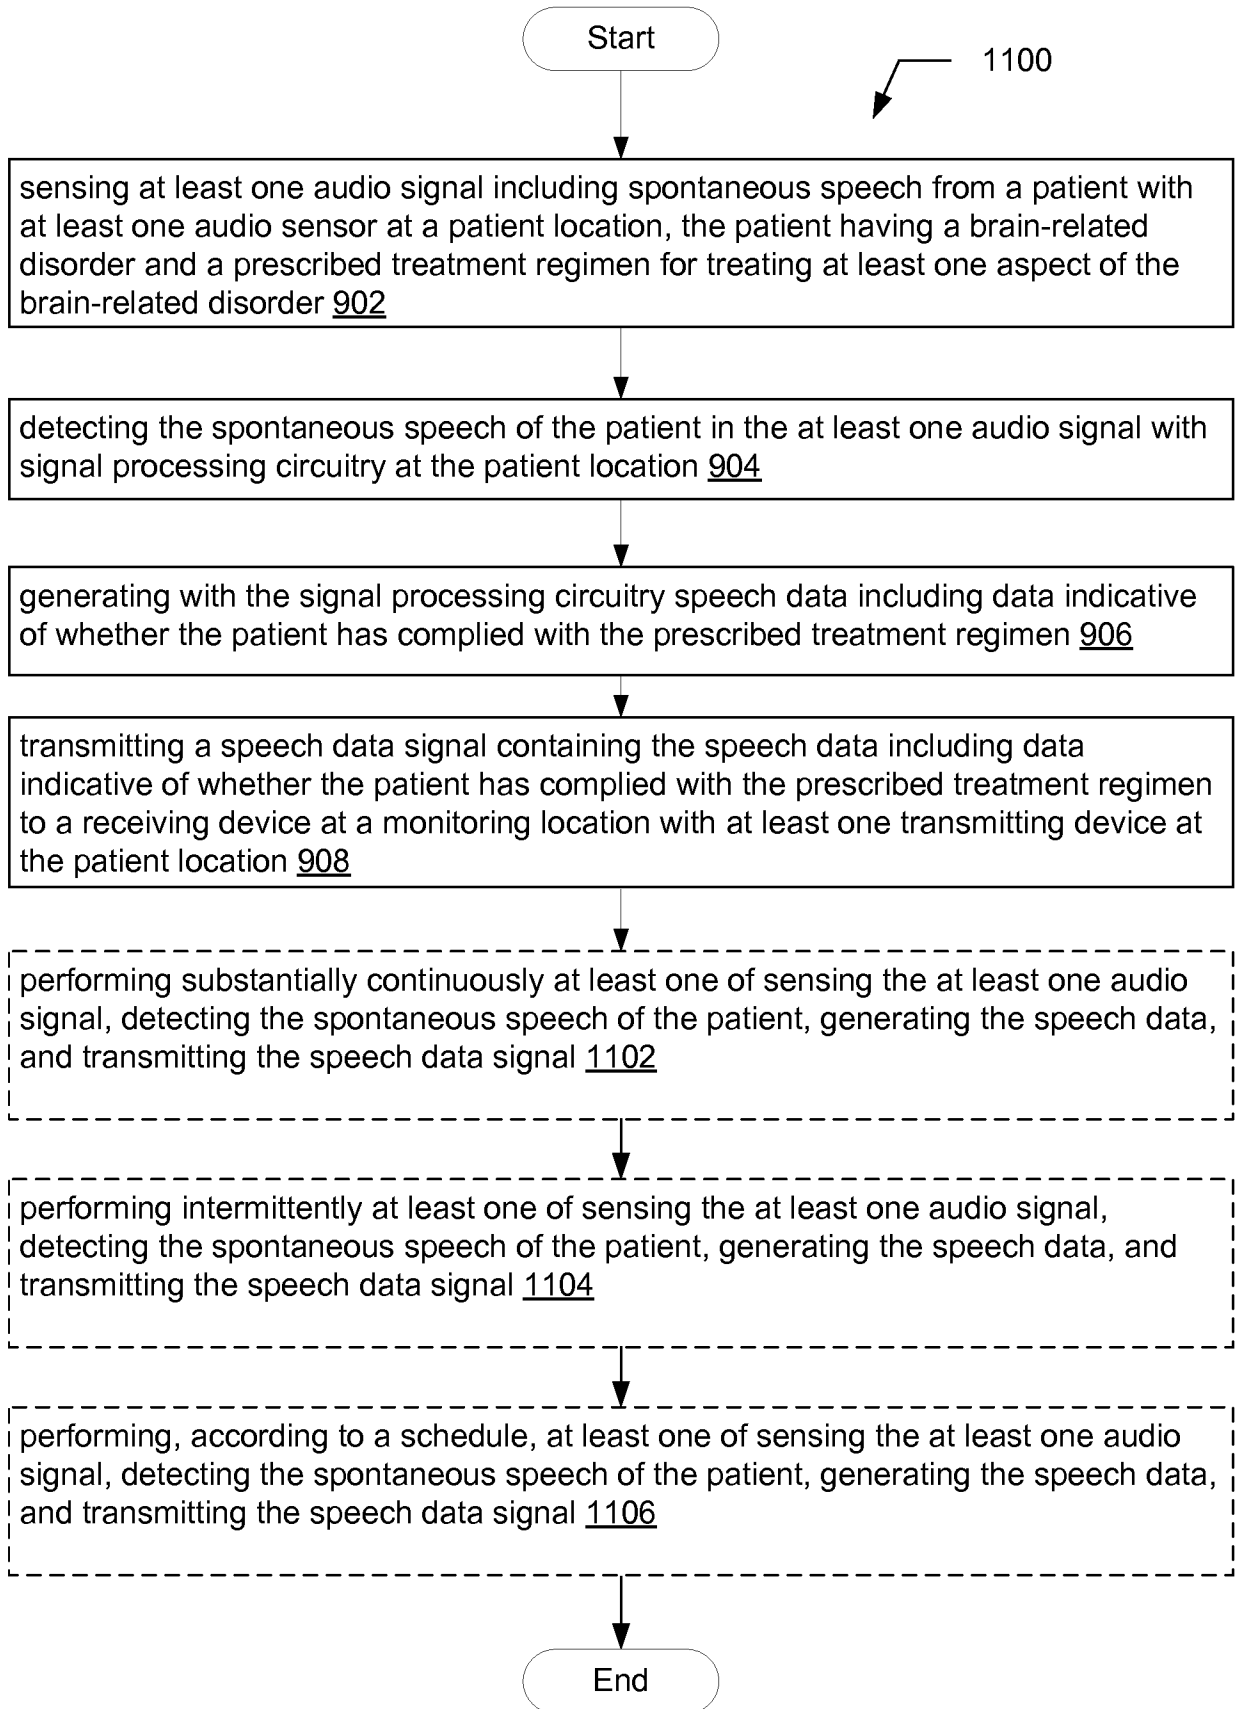 Start
1100
sensing at least one audio signal including spontaneous speech from a patient with
at least one audio sensor at a patient location, the patient having a brain-related
disorder and a prescribed treatment regimen for treating at least one aspect of the
brain-related disorder 902
detecting the spontaneous speech of the patient in the at least one audio signal with
signal processing circuitry at the patient location 904
generating with the signal processing circuitry speech data including data indicative
of whether the patient has complied with the prescribed treatment regimen 906
transmitting a speech data signal containing the speech data including data
indicative of whether the patient has complied with the prescribed treatment regimen
to a receiving device at a monitoring location with at least one transmitting device at
the patient location 908
performing substantially continuously at least one of sensing the at least one audio
signal, detecting the spontaneous speech of the patient, generating the speech data,
and transmitting the speech data signal 1102
performing intermittently at least one of sensing the at least one audio signal,
detecting the spontaneous speech of the patient, generating the speech data, and
transmitting the speech data signal 1104
performing, according to a schedule, at least one of sensing the at least one audio
signal, detecting the spontaneous speech of the patient, generating the speech data,
and transmitting the speech data signal 1106
End